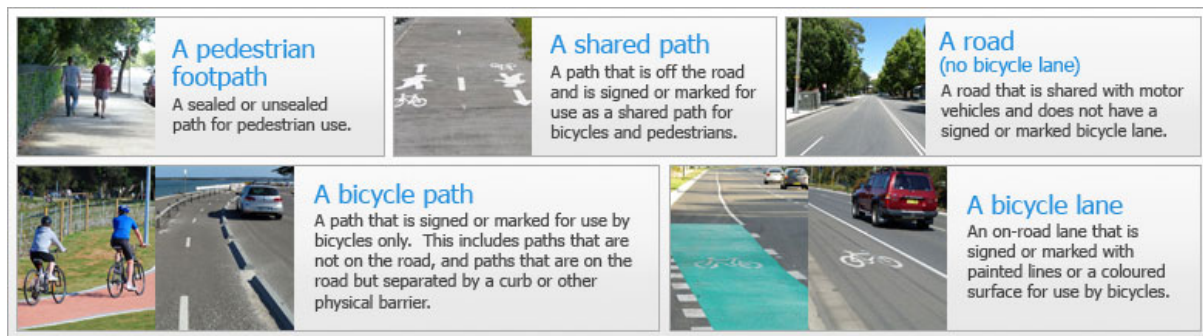 A pedestrian
footpath
A sealed or unsealed
path for pedestrian use.
A shared path
A path that is off the road
and is signed or marked for
use as a shared path for
bicycles and pedestrians.
A road
(no bicycle lane)
A road that is shared with motor
vehicles and does not have a
signed or marked bicycle lane.
A bicycle path
A path that is signed or marked for use by
bicycles only. This includes paths that are
not on the road, and paths that are on the
road but separated by a curb or other
physical barrier.
A bicycle lane
An on-road lane that is
signed or marked with
painted lines or a coloured
surface for use by bicycles.